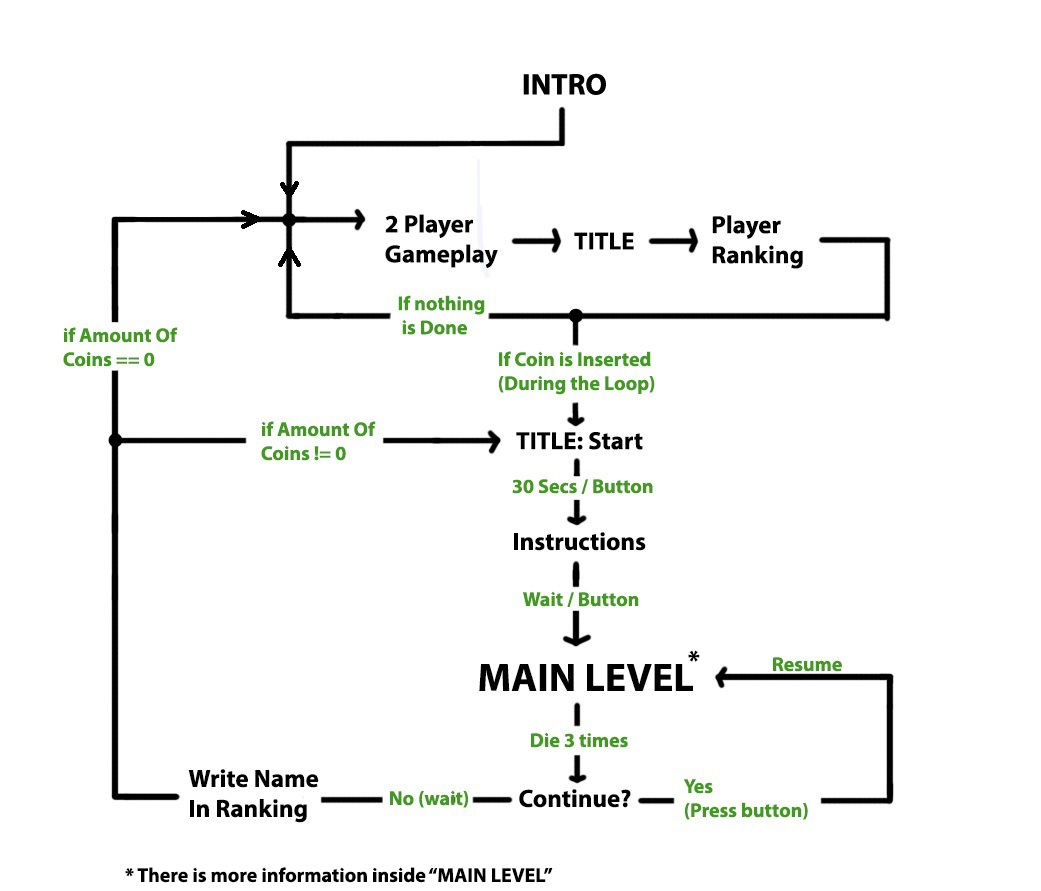 INTRO
2 Player
Gameplay
TITLE
Player
Ranking
If nothing
is Done
if Amount Of
Coins == 0
If Coin is Inserted
(During the Loop)
if Amount Of
Coins != 0
TITLE: Start
30 Secs / Button
Instructions
Wait / Button
MAIN LEVEL*
Resume
Die 3 times
Write Name
In Ranking
No (wait)
Continue?
Yes
(Press button)
* There is more information inside “MAIN LEVEL”